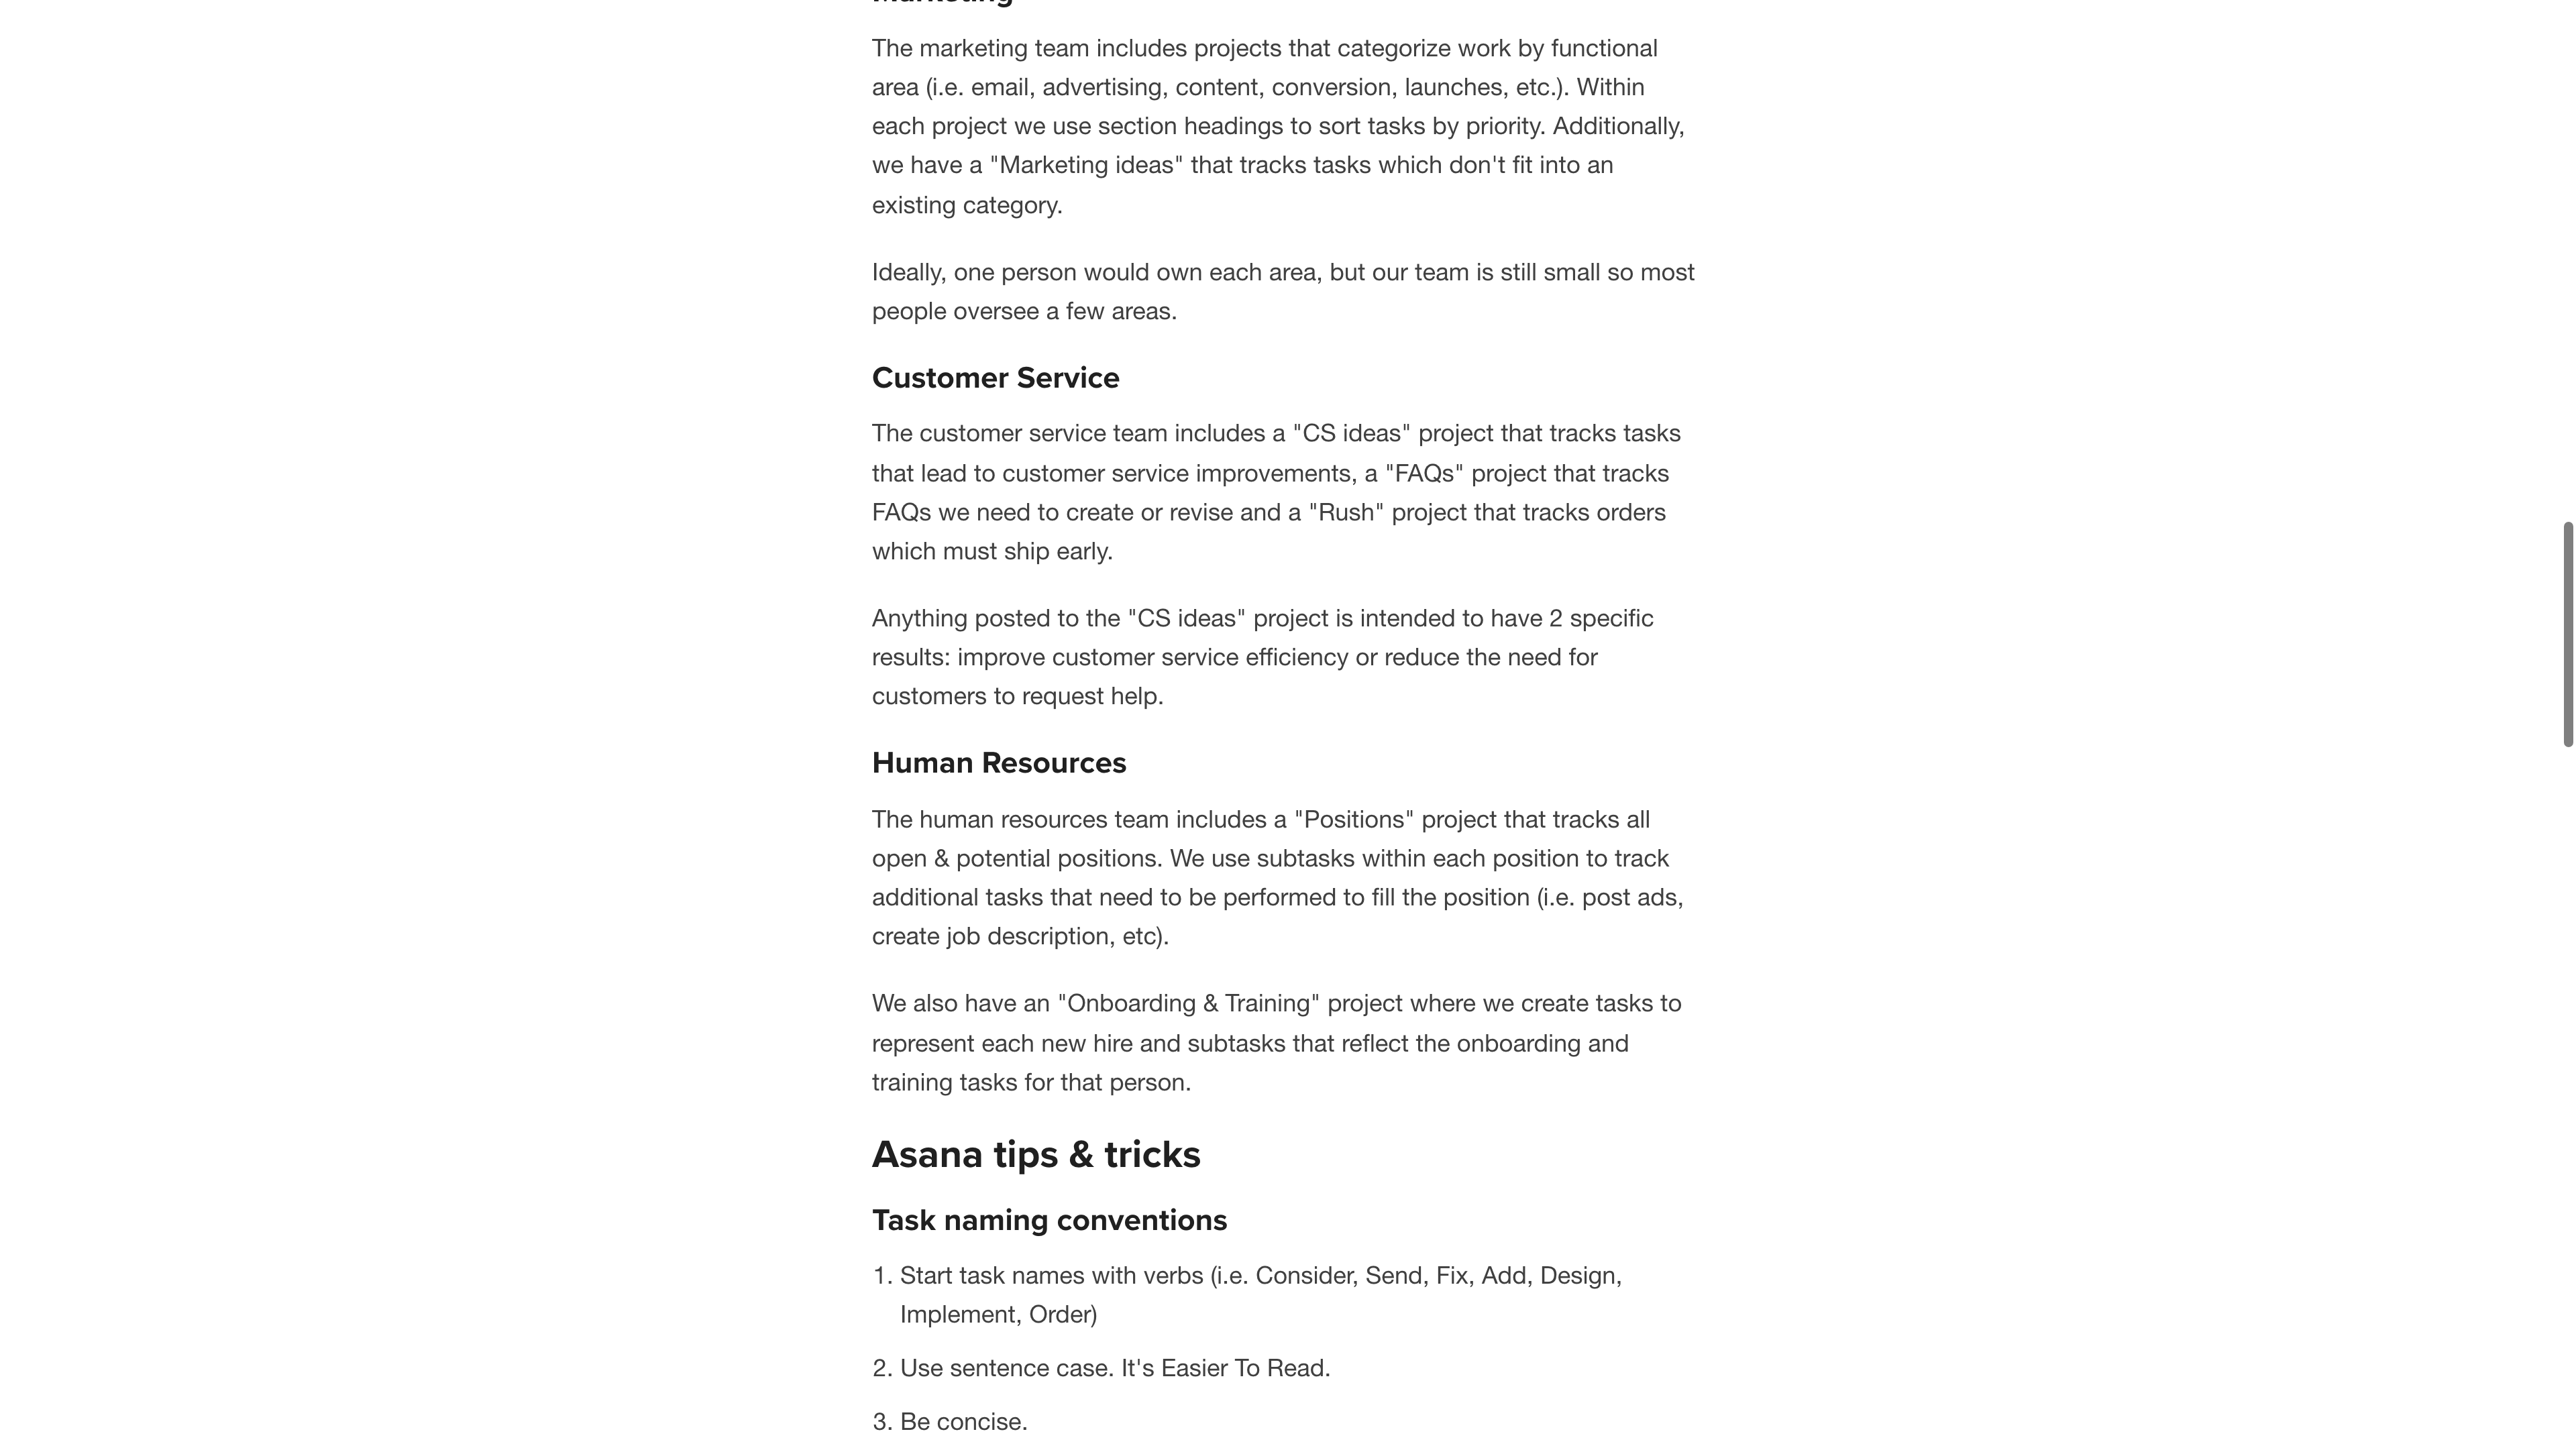 Marketing
The marketing team includes projects that categorize work by functional
area (i.e. email, advertising, content, conversion, launches, etc.). Within
each project we use section headings to sort tasks by priority. Additionally,
we have a "Marketing ideas" that tracks tasks which don't fit into an
existing category.
Ideally, one person would own each area, but our team is still small so most
people oversee a few areas.
Customer Service
The customer service team includes a "CS ideas" project that tracks tasks
that lead to customer service improvements, a "FAQs" project that tracks
FAQs we need to create or revise and a "Rush" project that tracks orders
which must ship early.
Anything posted to the "CS ideas" project is intended to have 2 specific
results: improve customer service efficiency or reduce the need for
customers to request help.
Human Resources
The human resources team includes a "Positions" project that tracks all
open & potential positions. We use subtasks within each position to track
additional tasks that need to be performed to fill the position (i.e. post ads,
create job description, etc).
We also have an "Onboarding & Training" project where we create tasks to
represent each new hire and subtasks that reflect the onboarding and
training tasks for that person.
Asana tips & tricks
Task naming conventions
1. Start task names with verbs (i.e. Consider, Send, Fix, Add, Design,
Implement, Order)
2. Use sentence case. It's Easier To Read.
3. Be concise.